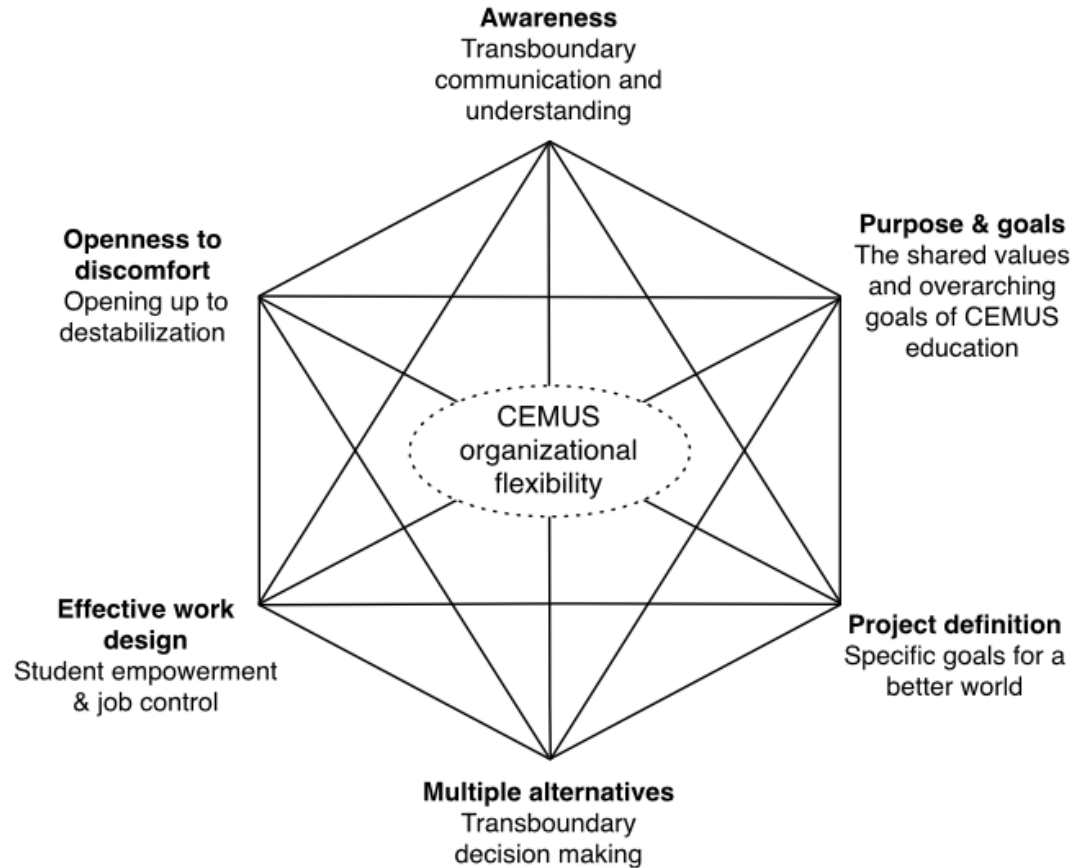 Awareness
Transboundary
communication and
understanding
Openness to
discomfort
Opening up to
destabilization
Purpose & goals
The shared values
and overarching
goals of CEMUS
education
CEMUS
organizational
flexibility
Effective work
design
Student empowerment
& job control
Project definition
Specific goals for a
better world
Multiple alternatives
Transboundary
decision making